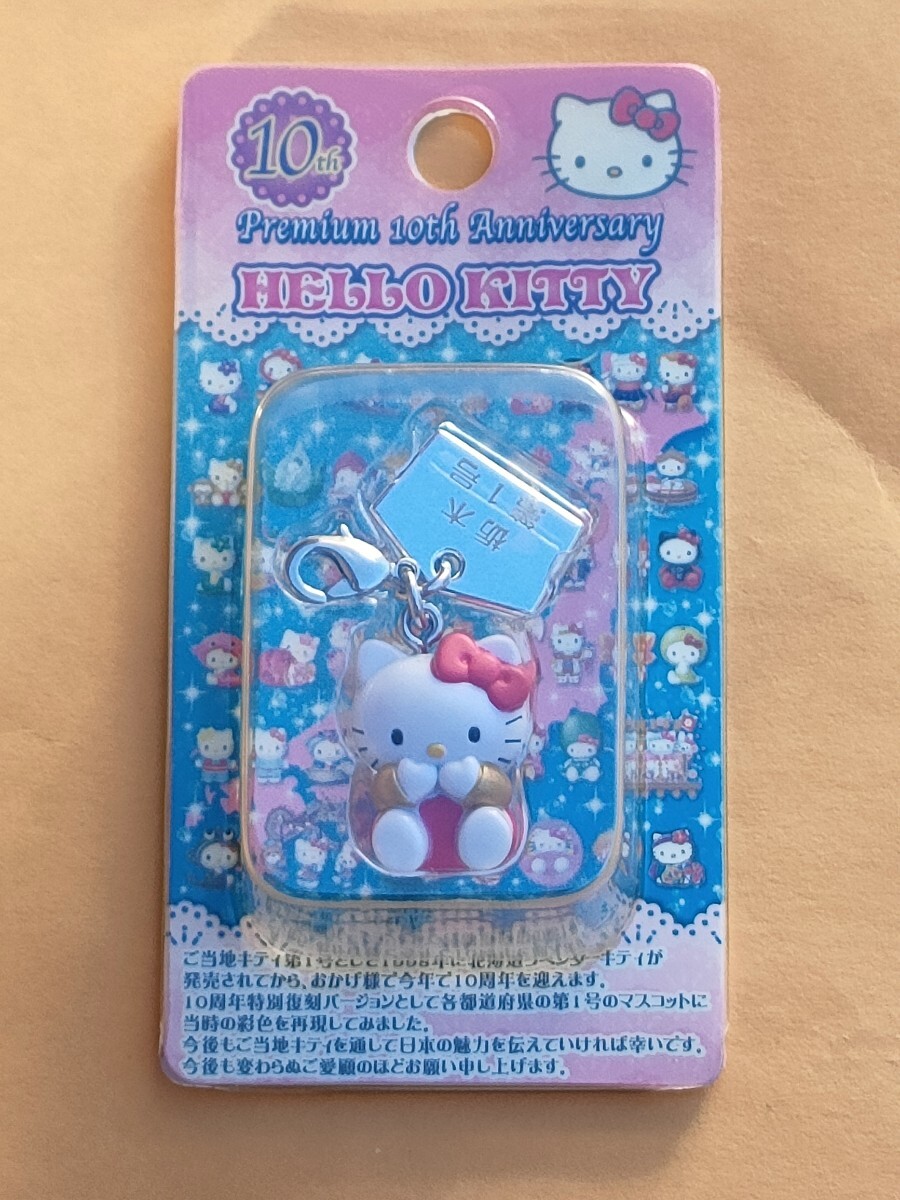 10th
Premium 10th Anniversary
HELLO KITTY
栃木
第1号
ご当地キティ第1号として1998年に北海道ラベンダーキティが
発売されてから、おかげ様で今年で10周年を迎えます。
10周年特別復刻バージョンとして各都道府県の第1号のマスコットに
当時の彩色を再現してみました。
今後もご当地キティを通して日本の魅力を伝えていければ幸いです。
今後も変わらぬご愛顧のほどお願い申し上げます。